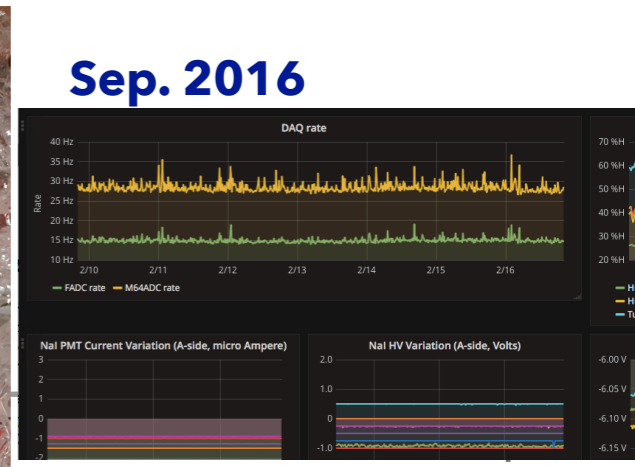 Sep. 2016
DAQ rate
40 Hz
35 Hz
30 Hz
25 Hz
20 Hz
15 Hz
10 Hz
Rate
2/10 2/11 2/12 2/13 2/14 2/15 2/16
FADC rate M64ADC rate
70 %H
60 %H
50 %H
40 %H
30 %H
20 %H
NaI PMT Current Variation (A-side, micro Ampere)
3
2
1
0
-1
-2
NaI HV Variation (A-side, Volts)
2.0
1.0
0
-1.0
-6.00 V
-6.05 V
-6.10 V
-6.15 V